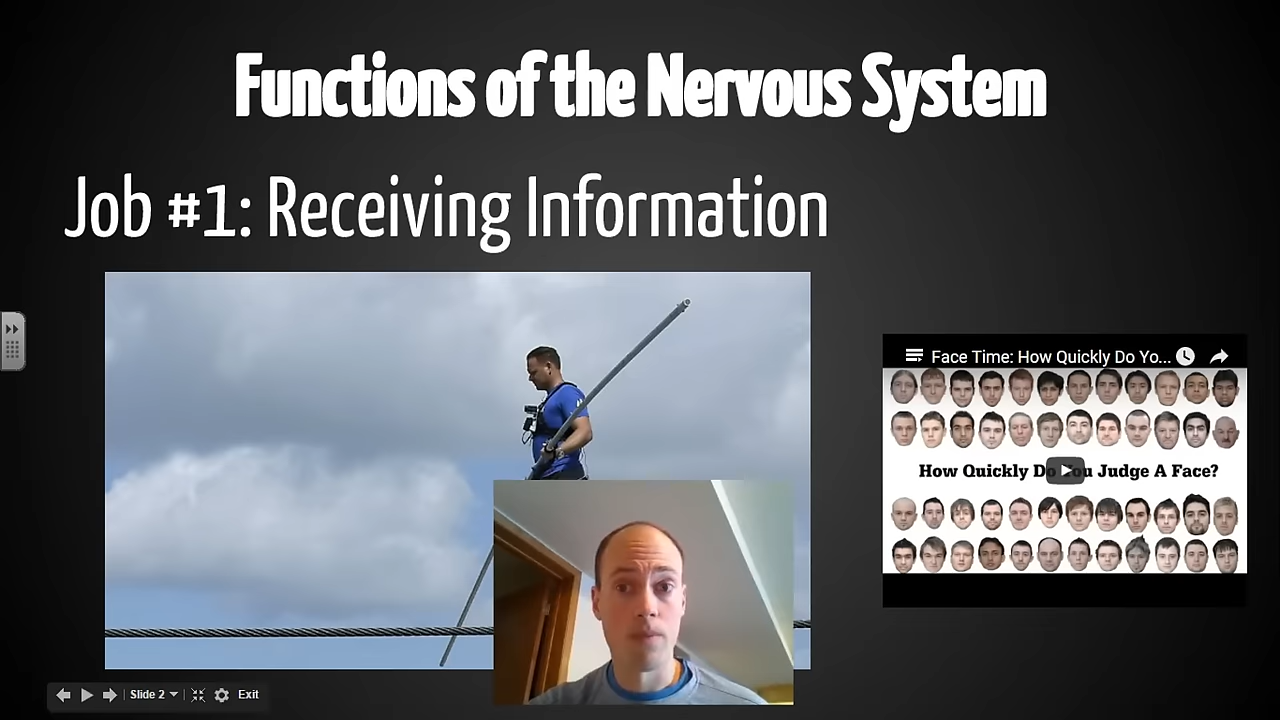 Functions of the Nervous System
Job #1: Receiving Information
Face Time: How Quickly Do Yo...
How Quickly Do You Judge A Face?
Slide 2
Exit